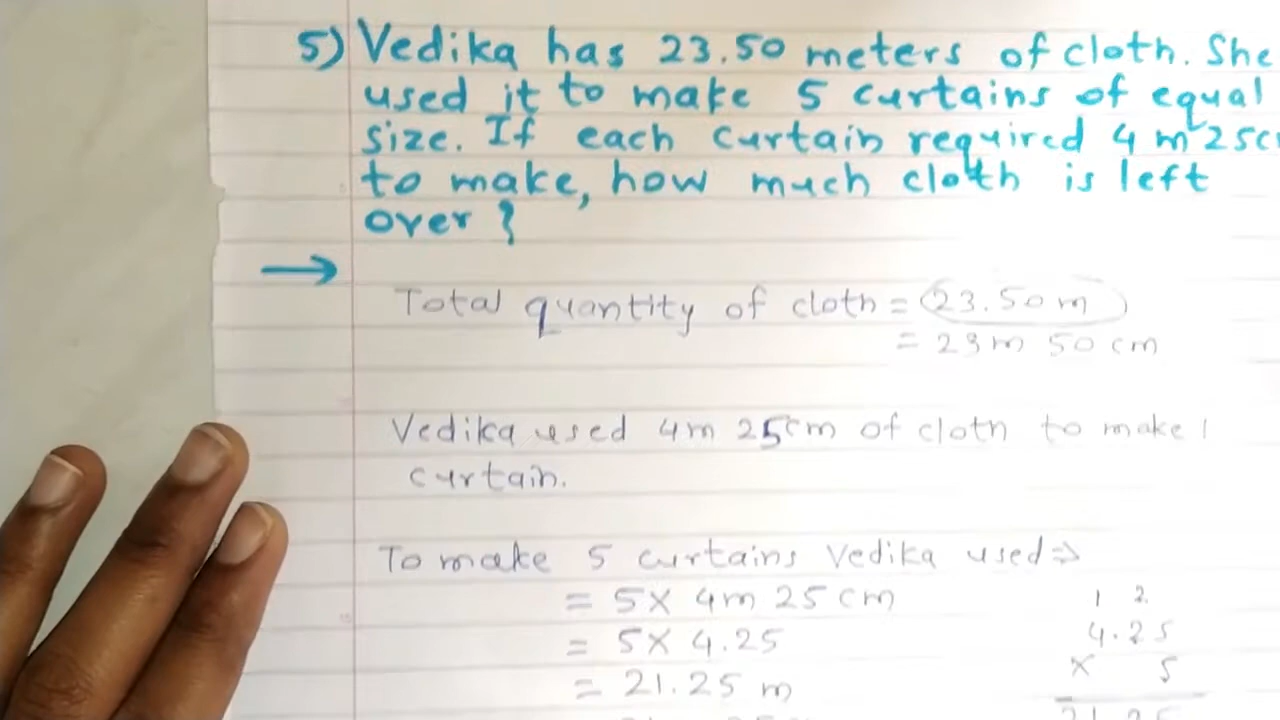 5) Vedika has 23.50 meters of cloth. She
used it to make 5 curtains of equal
size. If each curtain required 4 m 25c
to make, how much cloth is left
over ?
→
Total quantity of cloth = 23.50 m
= 23m 50 cm
Vedika used 4m 25cm of cloth to make 1
curtain.
To make 5 curtains Vedika used ⇒
= 5 X 4m 25 cm
= 5 X 4.25
= 21.25 m
1 2
4.25
X 5
21.25